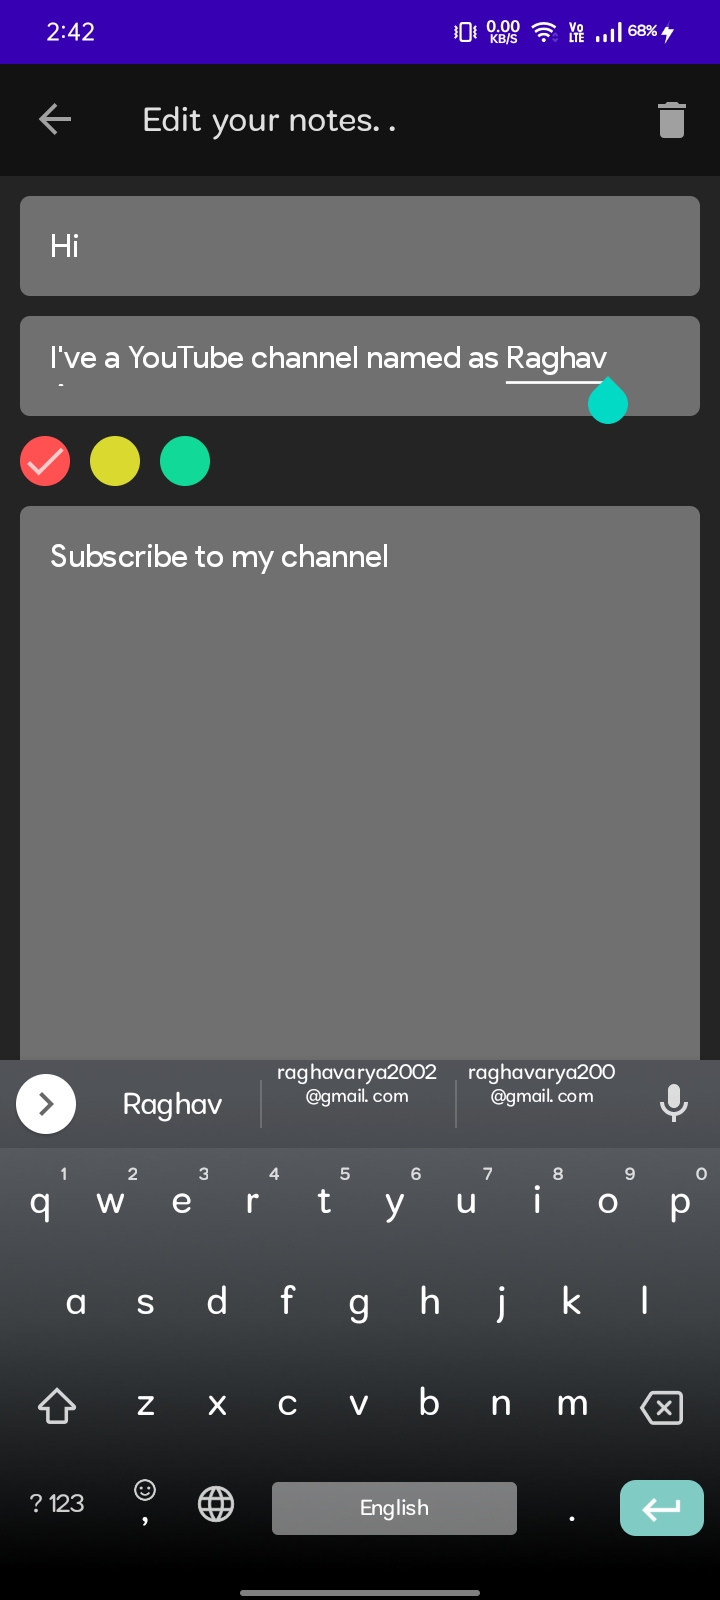 2:42
0.00
KB/S
Vo
LTE
68%
Edit your notes. .
Hi
I've a YouTube channel named as Raghav
Subscribe to my channel
Raghav
raghavarya2002
@gmail. com
raghavarya200
@gmail. com
1 2 3 4 5 6 7 8 9 0
q w e r t y u i o p
a s d f g h j k l
z x c v b n m
?123
,
English
.